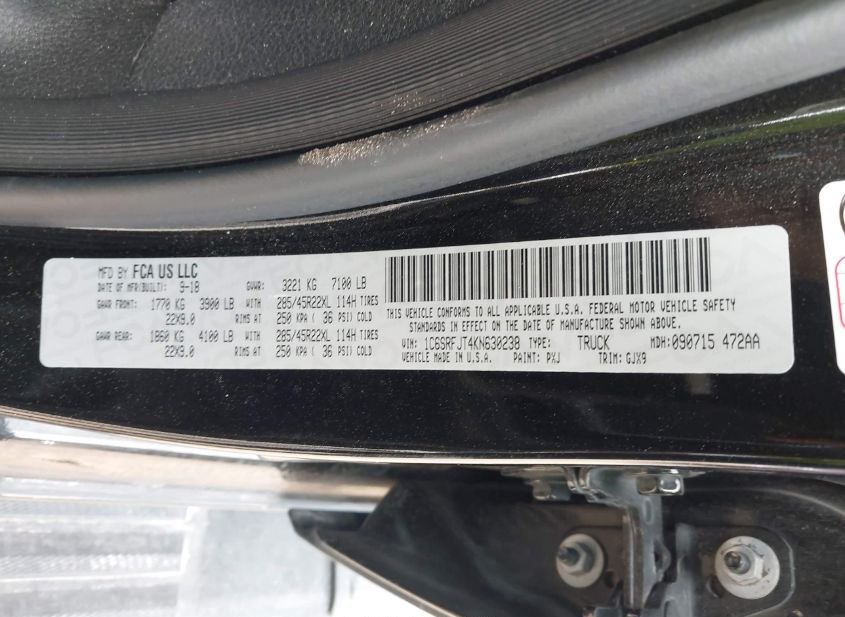 MFD BY FCA US LLC
DATE OF MFR(BUILT): 9-18 GVWR: 3221 KG 7100 LB
GAWR FRONT: 1770 KG 3900 LB WITH 285/45R22XL 114H TIRES
22X9.0 RIMS AT 250 KPA ( 36 PSI) COLD
GAWR REAR: 1860 KG 4100 LB WITH 285/45R22XL 114H TIRES
22X9.0 RIMS AT 250 KPA ( 36 PSI) COLD
THIS VEHICLE CONFORMS TO ALL APPLICABLE U.S.A. FEDERAL MOTOR VEHICLE SAFETY
STANDARDS IN EFFECT ON THE DATE OF MANUFACTURE SHOWN ABOVE.
VIN: 1C6SRFJT4KN630238 TYPE: TRUCK MDH: 090715 472AA
VEHICLE MADE IN U.S.A. PAINT: PXJ TRIM: GJX9